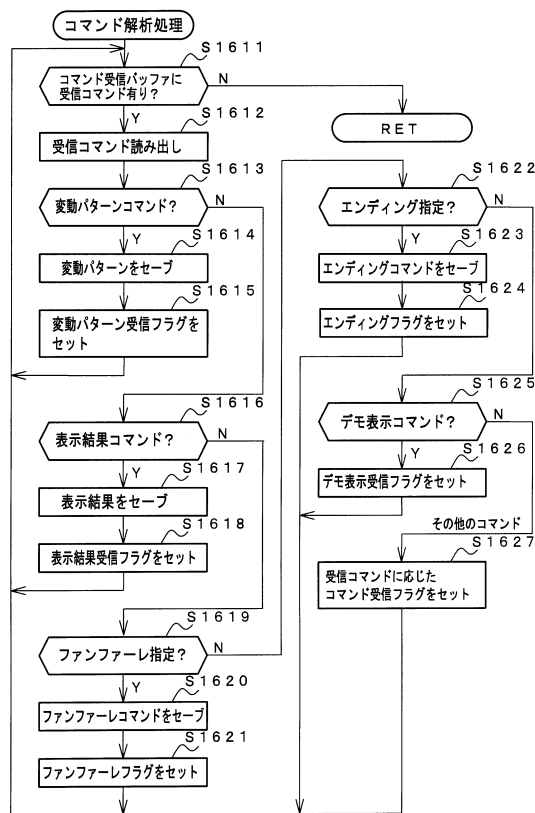 コマンド解析処理
S1611
コマンド受信バッファに
受信コマンド有り？
N
Y
RET
S1612
受信コマンド読み出し
S1613
変動パターンコマンド？
N
Y
S1614
変動パターンをセーブ
S1615
変動パターン受信フラグを
セット
S1616
表示結果コマンド？
N
Y
S1617
表示結果をセーブ
S1618
表示結果受信フラグをセット
S1619
ファンファーレ指定？
N
Y
S1620
ファンファーレコマンドをセーブ
S1621
ファンファーレフラグをセット
S1622
エンディング指定？
N
Y
S1623
エンディングコマンドをセーブ
S1624
エンディングフラグをセット
S1625
デモ表示コマンド？
N
Y
S1626
デモ表示受信フラグをセット
その他のコマンド
S1627
受信コマンドに応じた
コマンド受信フラグをセット